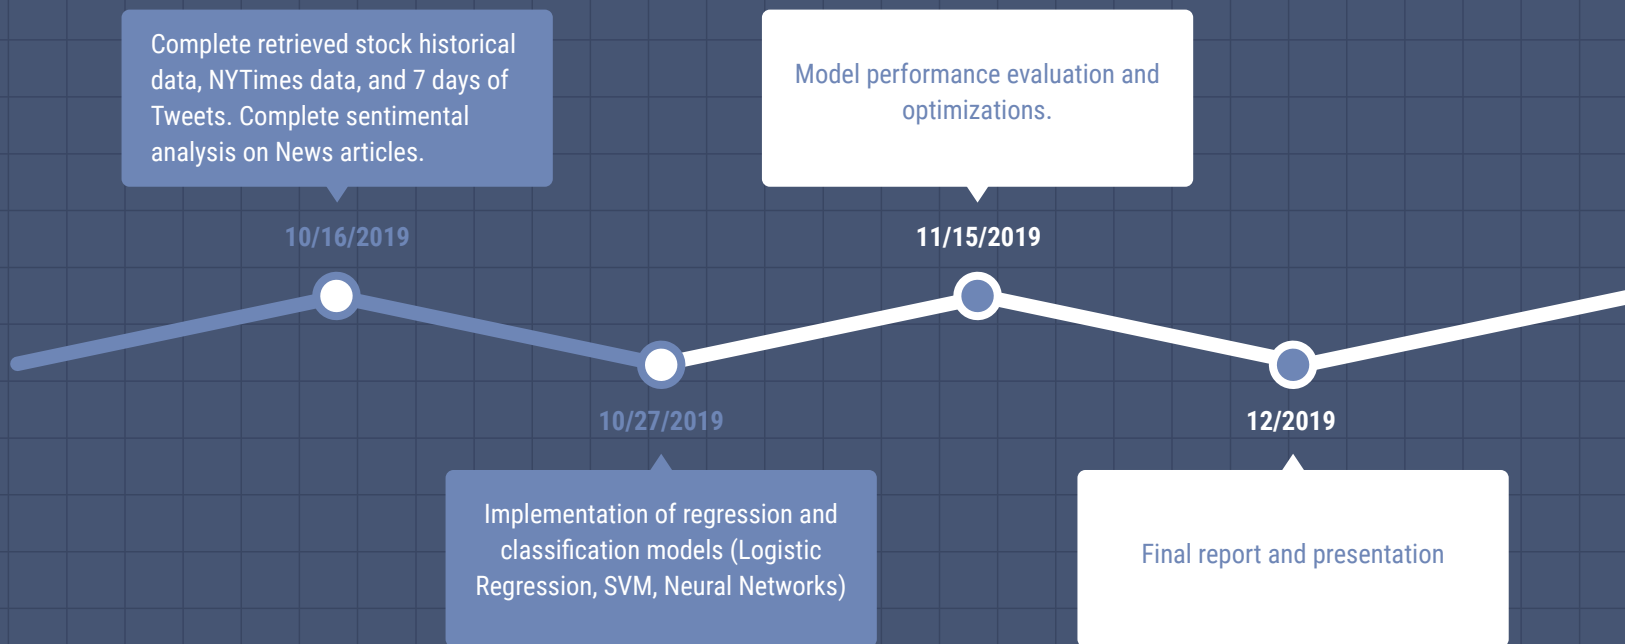 Complete retrieved stock historical
data, NYTimes data, and 7 days of
Tweets. Complete sentimental
analysis on News articles.
10/16/2019
Model performance evaluation and
optimizations.
11/15/2019
10/27/2019
Implementation of regression and
classification models (Logistic
Regression, SVM, Neural Networks)
12/2019
Final report and presentation